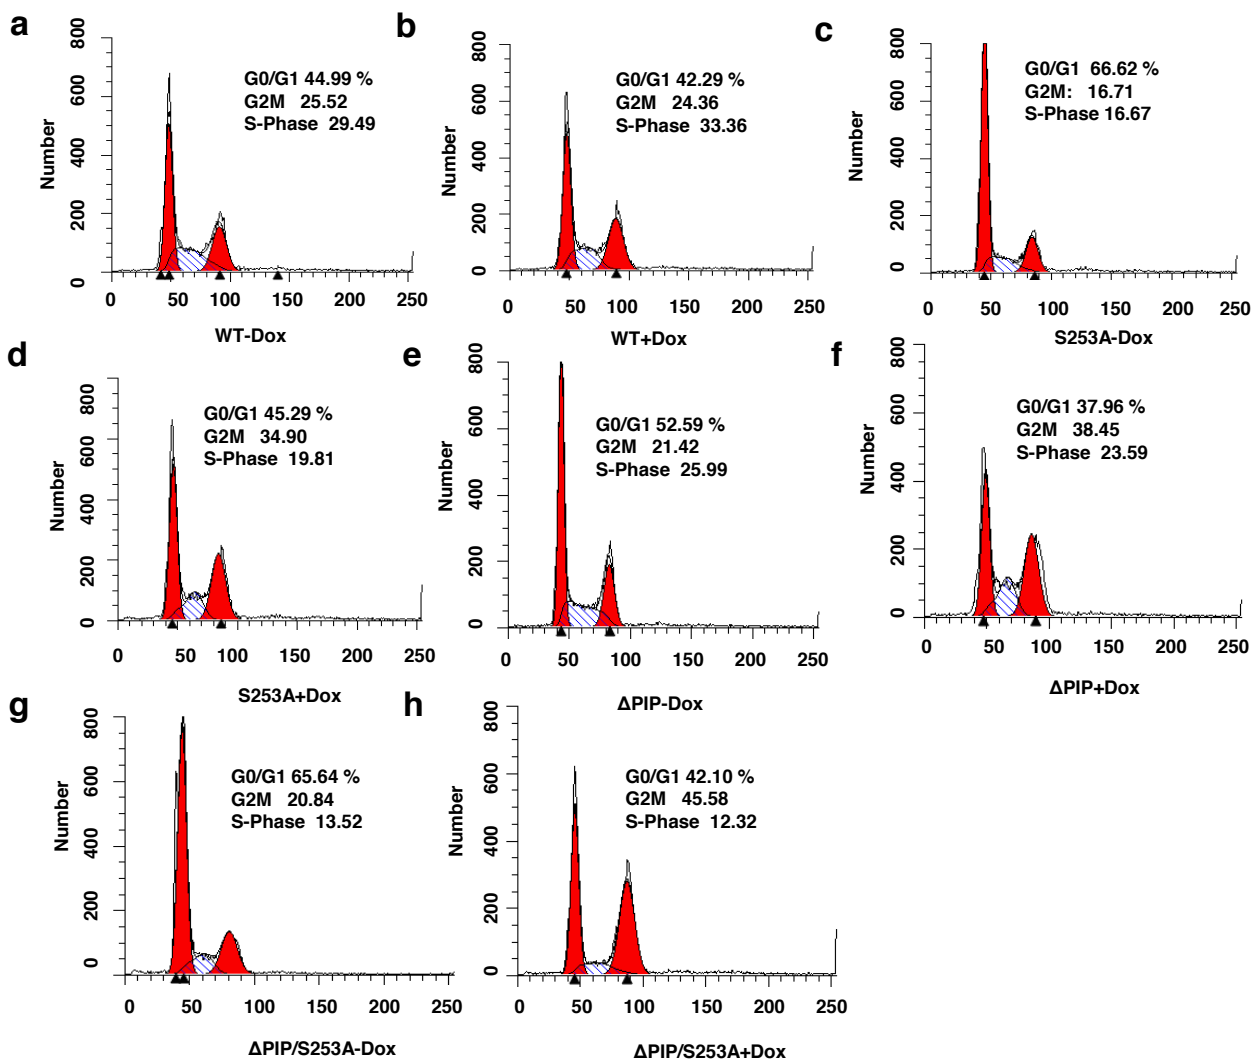 a
800
600
400
200
0
Number
G0/G1 44.99 %
G2M 25.52
S-Phase 29.49
0 50 100 150 200 250
WT-Dox
b
800
600
400
200
0
Number
G0/G1 42.29 %
G2M 24.36
S-Phase 33.36
0 50 100 150 200 250
WT+Dox
c
800
600
400
200
0
Number
G0/G1 66.62 %
G2M: 16.71
S-Phase 16.67
0 50 100 150 200 250
S253A-Dox
d
800
600
400
200
0
Number
G0/G1 45.29 %
G2M 34.90
S-Phase 19.81
0 50 100 150 200 250
S253A+Dox
e
800
600
400
200
0
Number
G0/G1 52.59 %
G2M 21.42
S-Phase 25.99
0 50 100 150 200 250
ΔPIP-Dox
f
800
600
400
200
0
Number
G0/G1 37.96 %
G2M 38.45
S-Phase 23.59
0 50 100 150 200 250
ΔPIP+Dox
g
800
600
400
200
0
Number
G0/G1 65.64 %
G2M 20.84
S-Phase 13.52
0 50 100 150 200 250
ΔPIP/S253A-Dox
h
800
600
400
200
0
Number
G0/G1 42.10 %
G2M 45.58
S-Phase 12.32
0 50 100 150 200 250
ΔPIP/S253A+Dox